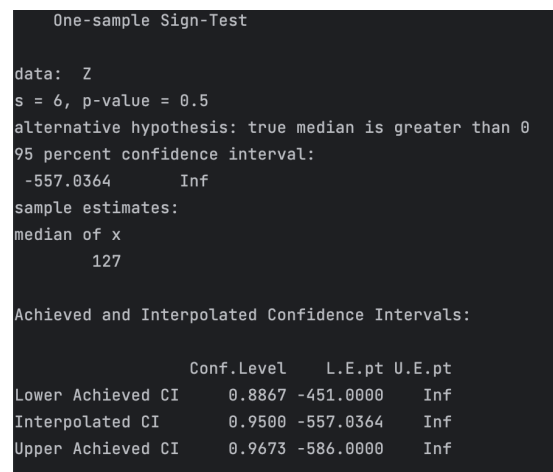 One-sample Sign-Test
data:  Z
s = 6, p-value = 0.5
alternative hypothesis: true median is greater than 0
95 percent confidence interval:
-557.0364      Inf
sample estimates:
median of x
127
Achieved and Interpolated Confidence Intervals:
Conf.Level    L.E.pt U.E.pt
Lower Achieved CI     0.8867 -451.0000    Inf
Interpolated CI       0.9500 -557.0364    Inf
Upper Achieved CI     0.9673 -586.0000    Inf